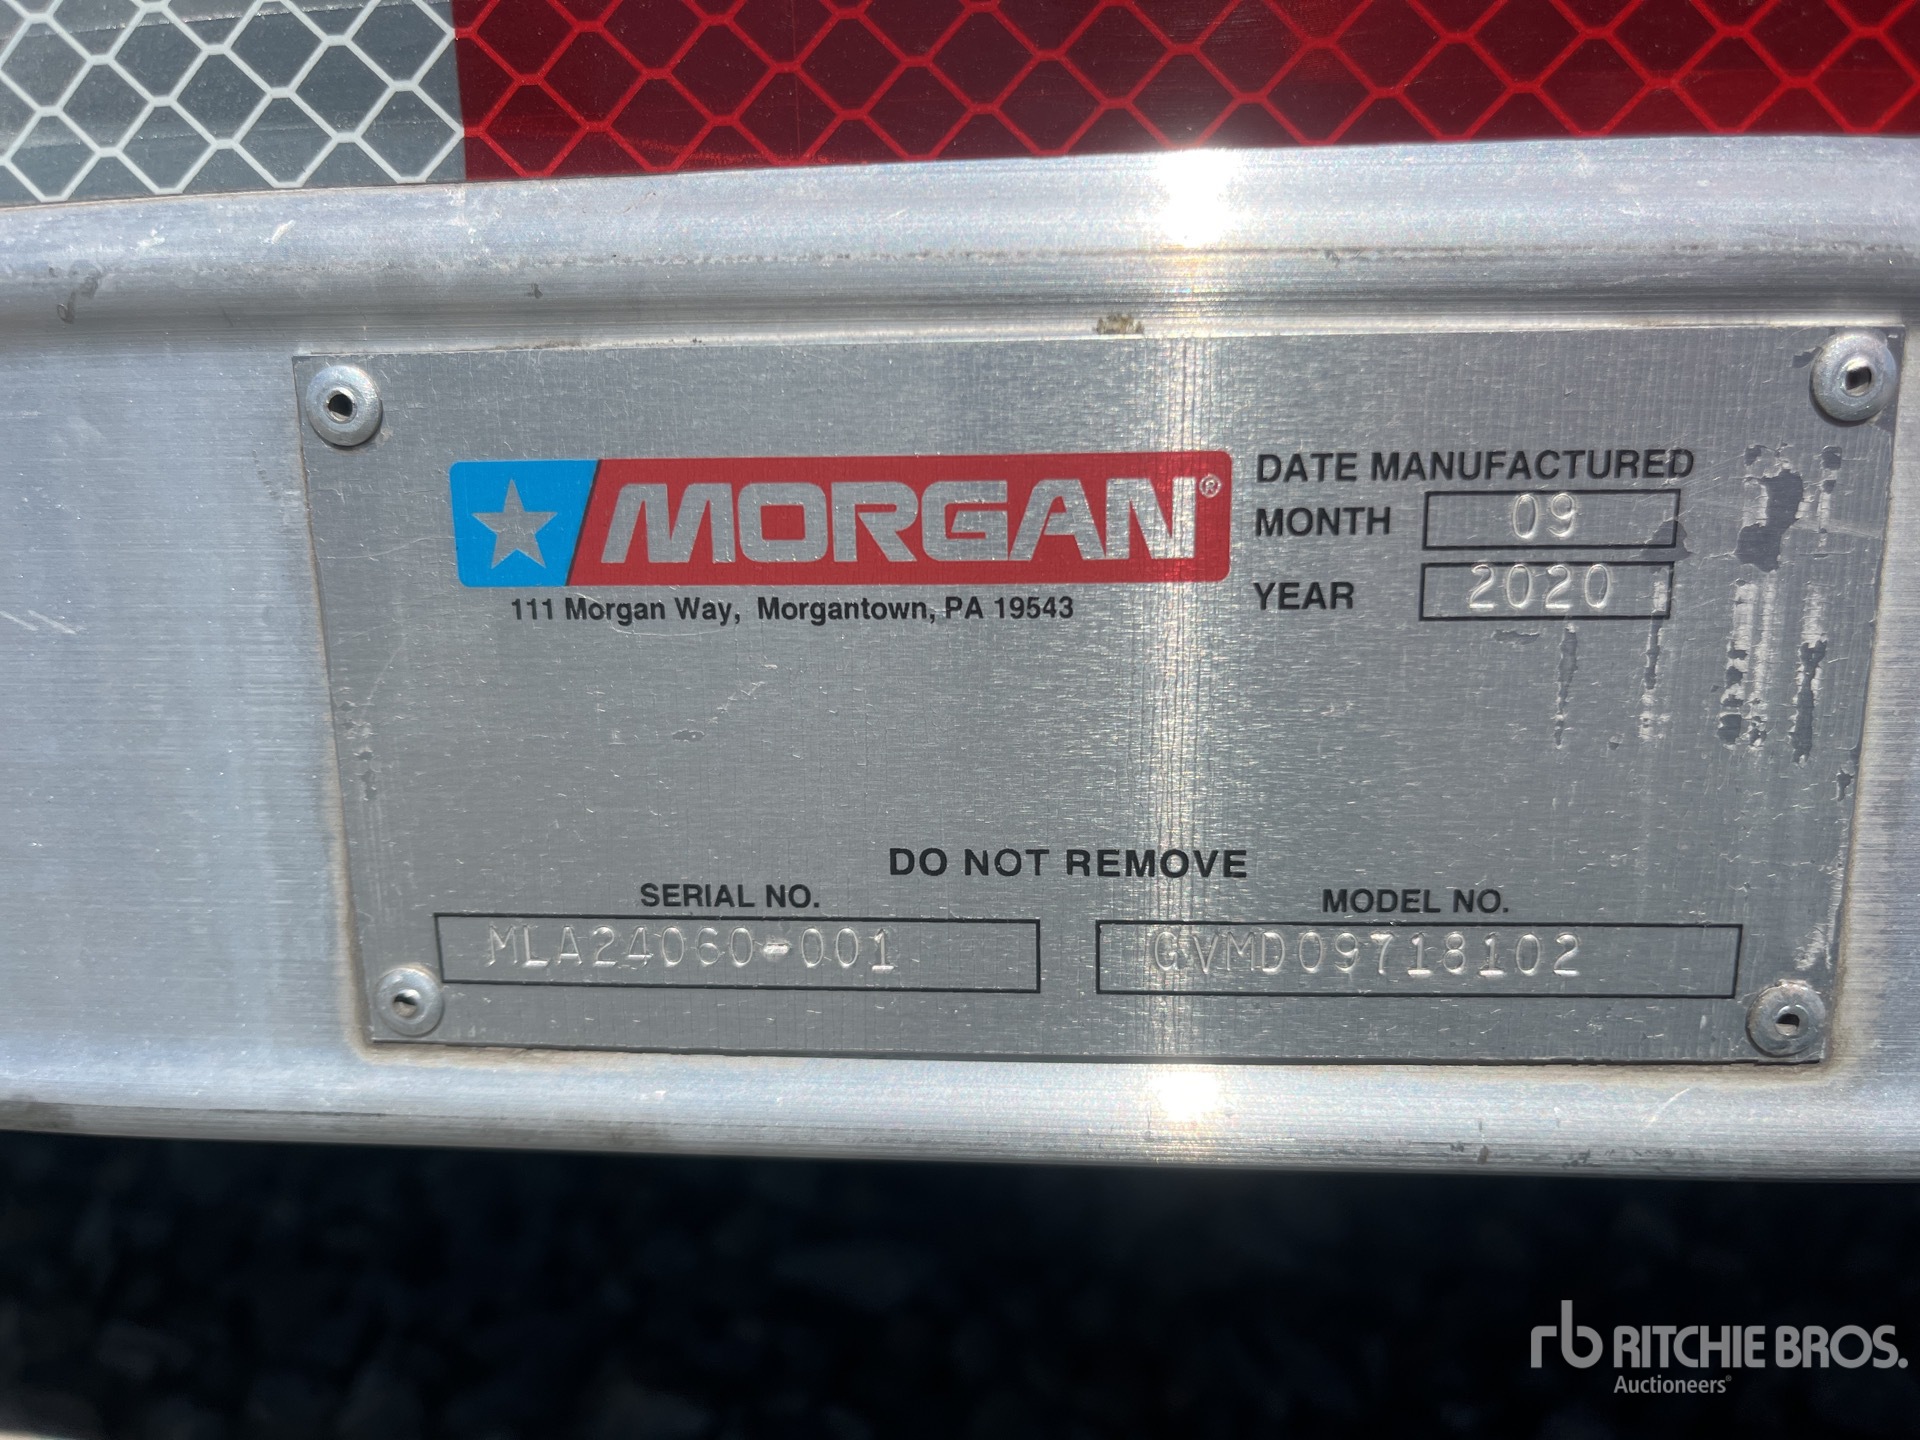 MORGAN®
111 Morgan Way, Morgantown, PA 19543
DATE MANUFACTURED
MONTH 09
YEAR 2020
DO NOT REMOVE
SERIAL NO.
MLA24060-001
MODEL NO.
GVMD09718102
rb RITCHIE BROS.
Auctioneers®